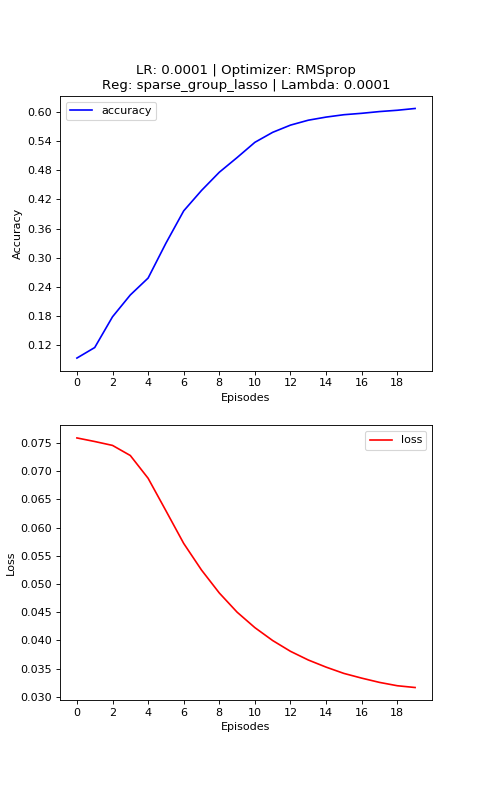 LR: 0.0001 | Optimizer: RMSprop
Reg: sparse_group_lasso | Lambda: 0.0001
accuracy
0.60
0.54
0.48
0.42
0.36
0.30
0.24
0.18
0.12
Accuracy
0 2 4 6 8 10 12 14 16 18
Episodes
loss
0.075
0.070
0.065
0.060
0.055
0.050
0.045
0.040
0.035
0.030
Loss
0 2 4 6 8 10 12 14 16 18
Episodes